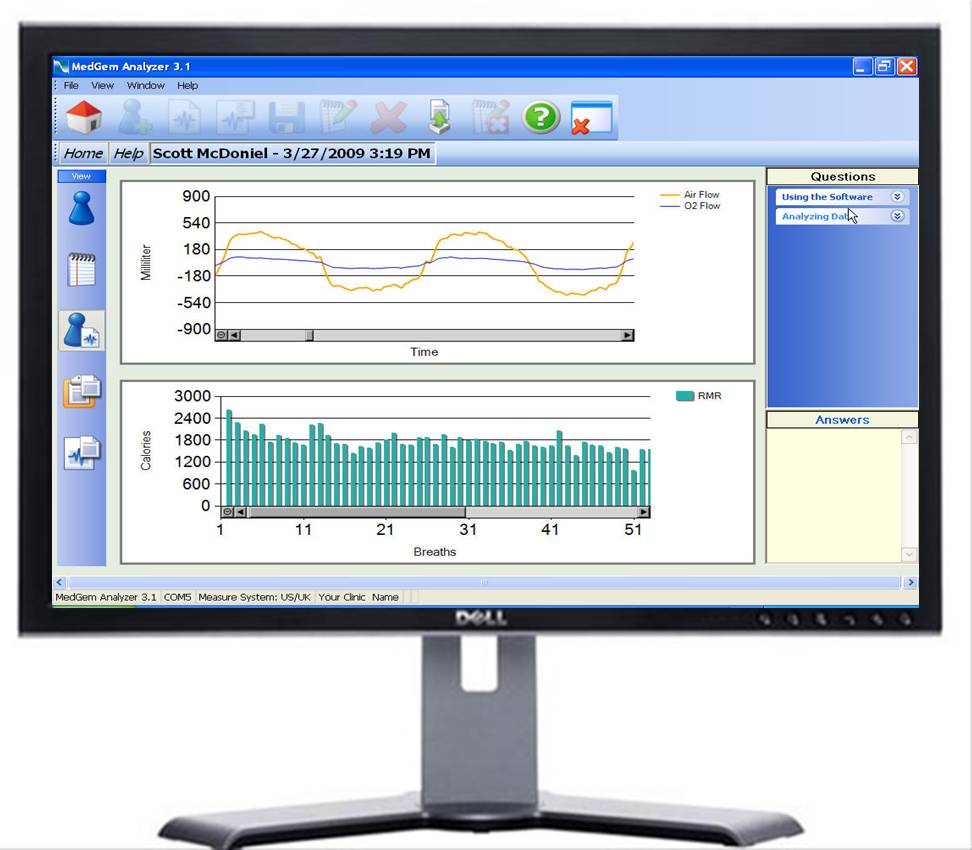 MedGem Analyzer 3.1
File View Window Help
Home Help Scott McDoniel - 3/27/2009 3:19 PM
View
Questions
Using the Software
Analyzing Data
900
540
180
-180
-540
-900
Milliliter
Time
Air Flow
O2 Flow
3000
2400
1800
1200
600
0
Calories
1 11 21 31 41 51
Breaths
RMR
Answers
MedGem Analyzer 3.1 COM5 Measure System: US/UK Your Clinic Name
DELL